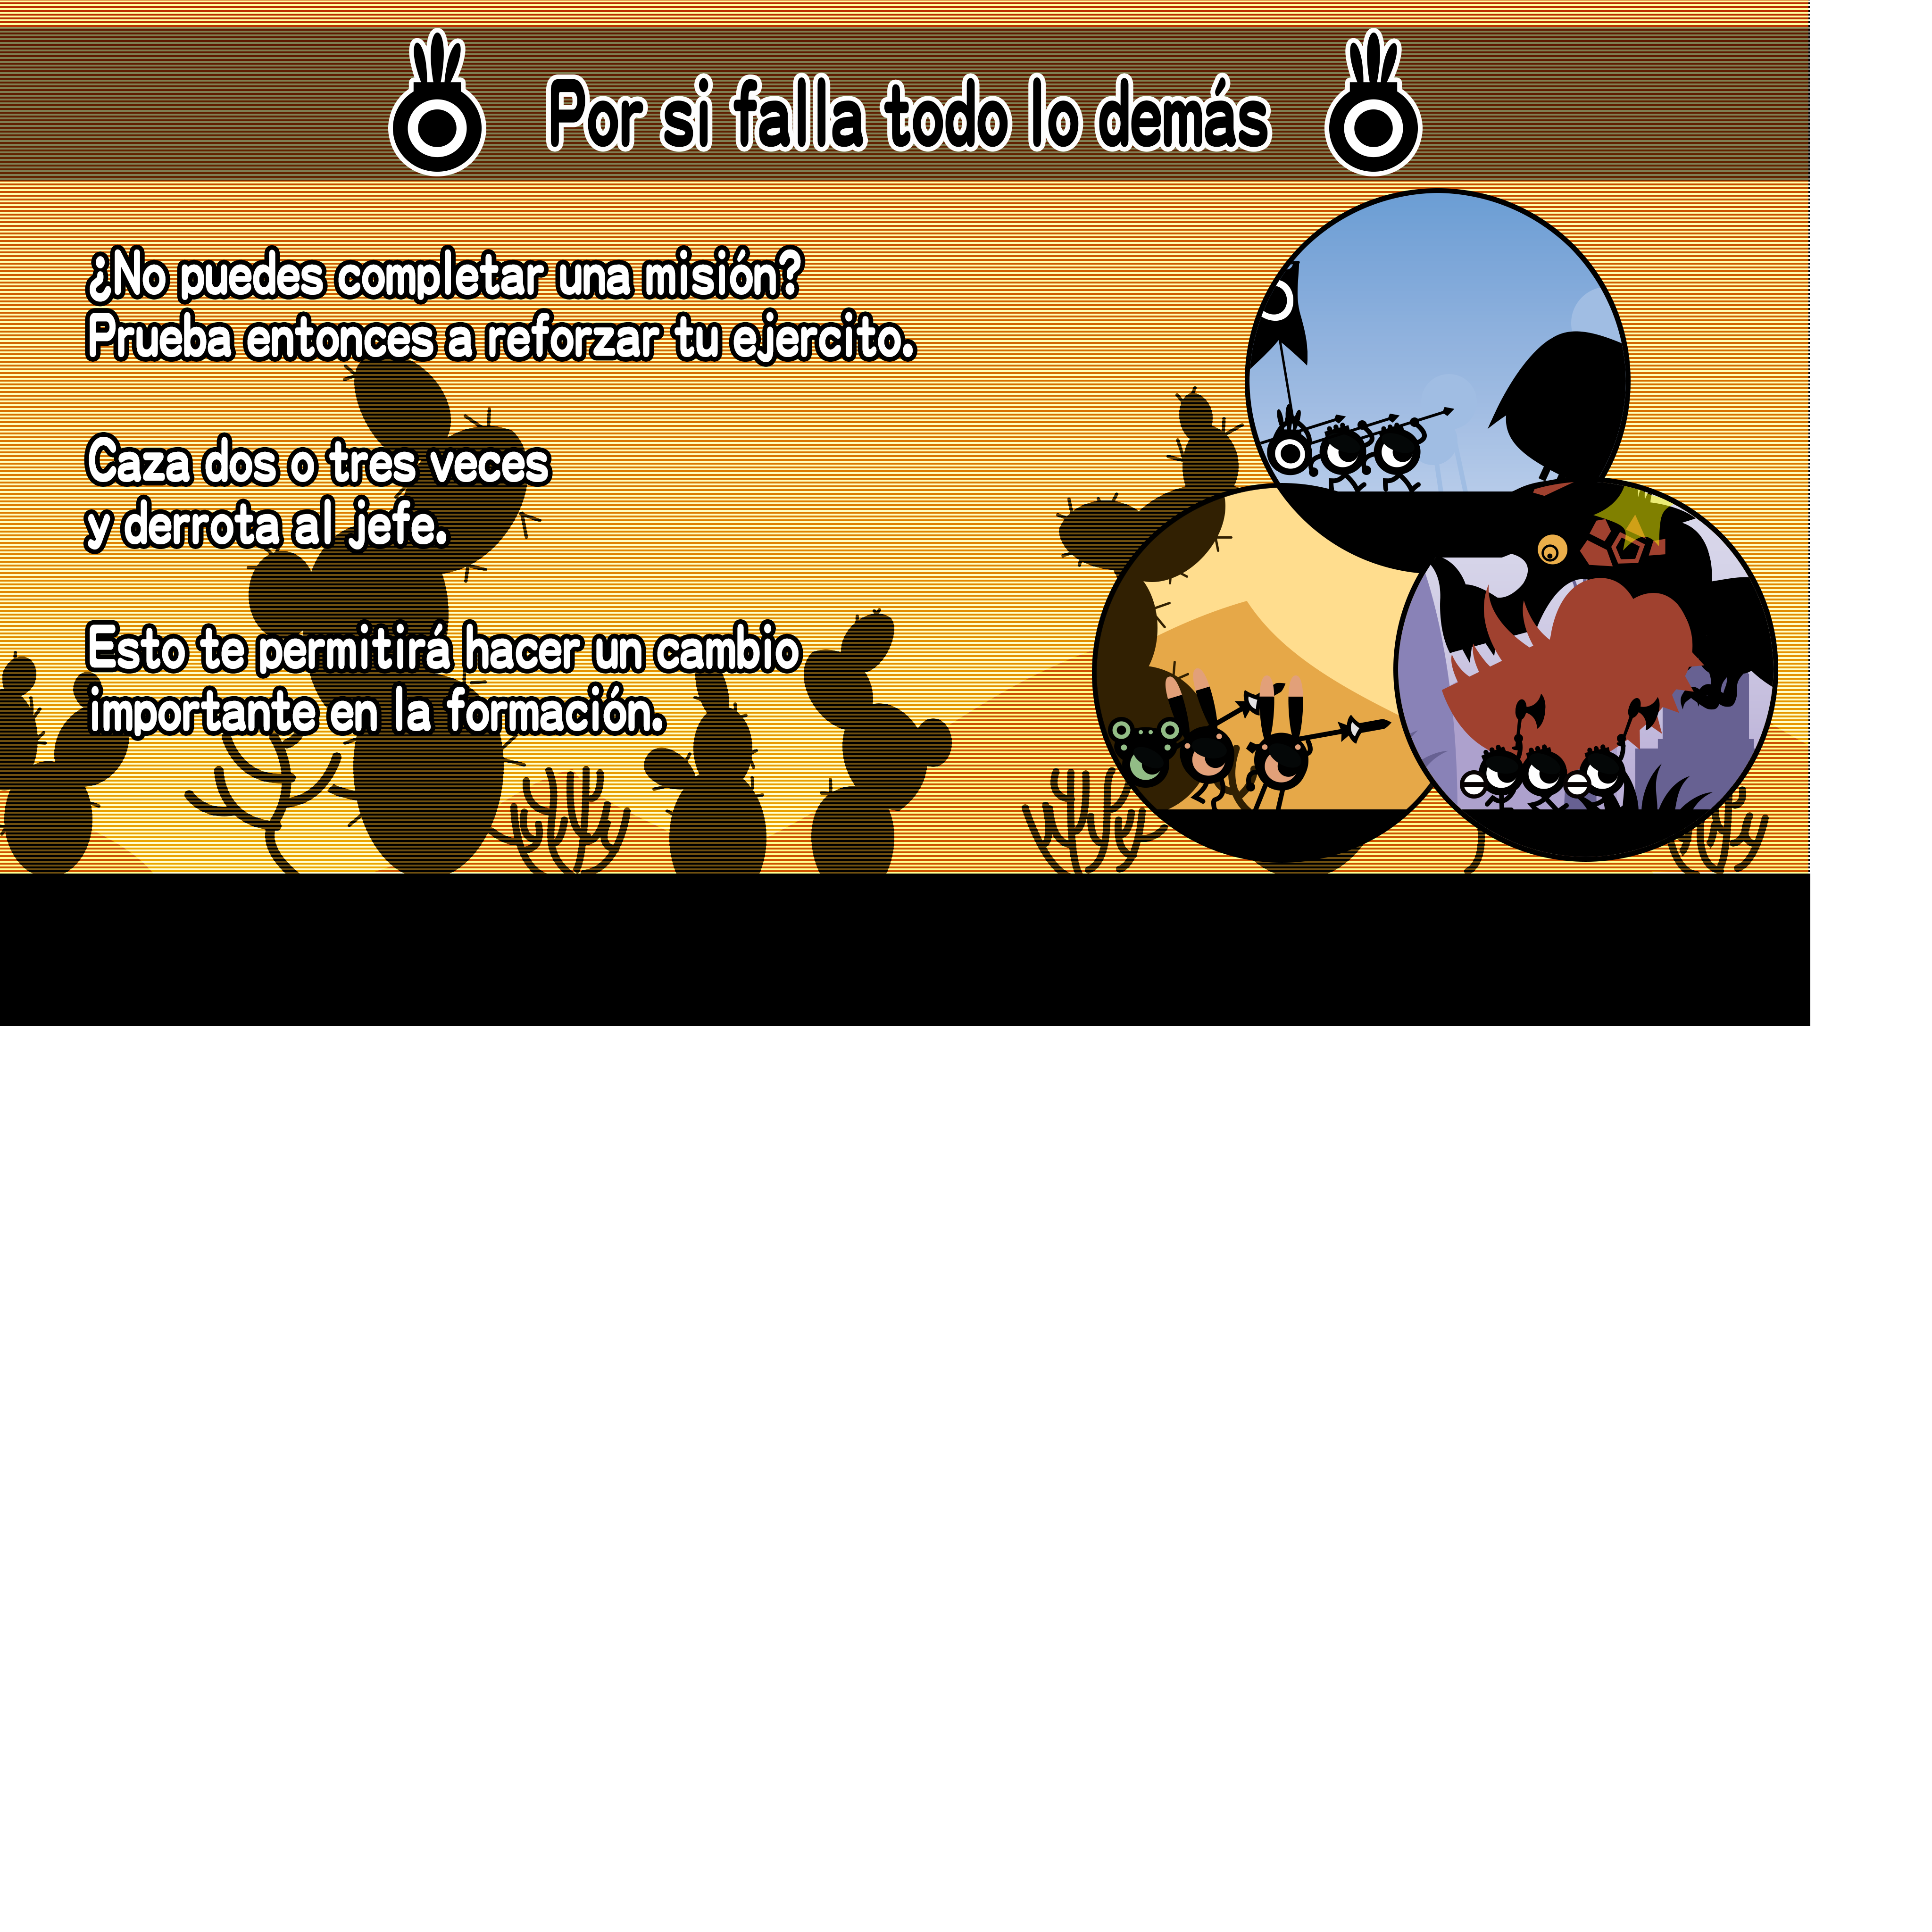 Por si falla todo lo demás
¿No puedes completar una misión?
Prueba entonces a reforzar tu ejercito.
Caza dos o tres veces
y derrota al jefe.
Esto te permitirá hacer un cambio
importante en la formación.